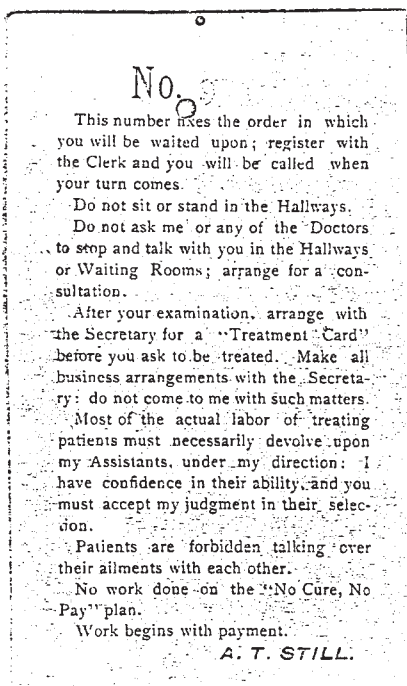 No.
This number fixes the order in which
you will be waited upon; register with
the Clerk and you will be called when
your turn comes.
Do not sit or stand in the Hallways.
Do not ask me or any of the Doctors
to stop and talk with you in the Hallways
or Waiting Rooms; arrange for a con-
sultation.
After your examination, arrange with
the Secretary for a "Treatment Card"
before you ask to be treated. Make all
business arrangements with the Secreta-
ry: do not come to me with such matters.
Most of the actual labor of treating
patients must necessarily devolve upon
my Assistants, under my direction: I
have confidence in their ability, and you
must accept my judgment in their selec-
tion.
Patients are forbidden talking over
their ailments with each other.
No work done on the "No Cure, No
Pay" plan.
Work begins with payment.
A. T. STILL.